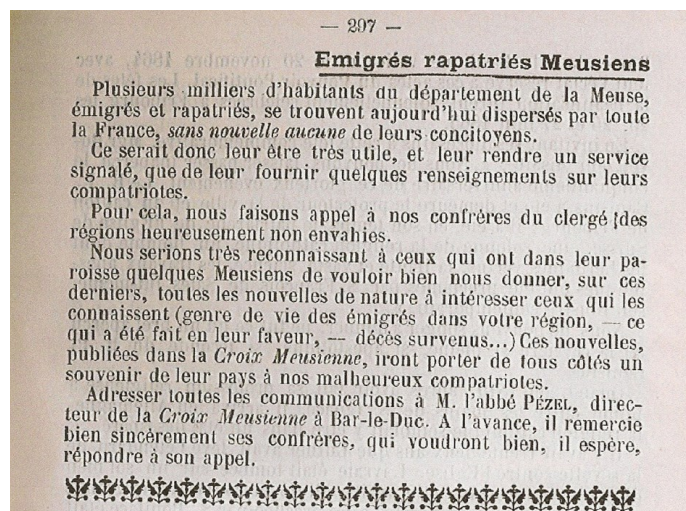 — 297 —
Emigrés rapatriés Meusiens
Plusieurs milliers d'habitants du département de la Meuse,
émigrés et rapatriés, se trouvent aujourd'hui dispersés par toute
la France, sans nouvelle aucune de leurs concitoyens.
Ce serait donc leur être très utile, et leur rendre un service
signalé, que de leur fournir quelques renseignements sur leurs
compatriotes.
Pour cela, nous faisons appel à nos confrères du clergé des
régions heureusement non envahies.
Nous serions très reconnaissant à ceux qui ont dans leur pa-
roisse quelques Meusiens de vouloir bien nous donner, sur ces
derniers, toutes les nouvelles de nature à intéresser ceux qui les
connaissent (genre de vie des émigrés dans votre région, — ce
qui a été fait en leur faveur, — décès survenus...) Ces nouvelles,
publiées dans la Croix Meusienne, iront porter de tous côtés un
souvenir de leur pays à nos malheureux compatriotes.
Adresser toutes les communications à M. l'abbé PÉZEL, direc-
teur de la Croix Meusienne à Bar-le-Duc. A l'avance, il remercie
bien sincèrement ses confrères, qui voudront bien, il espère,
répondre à son appel.